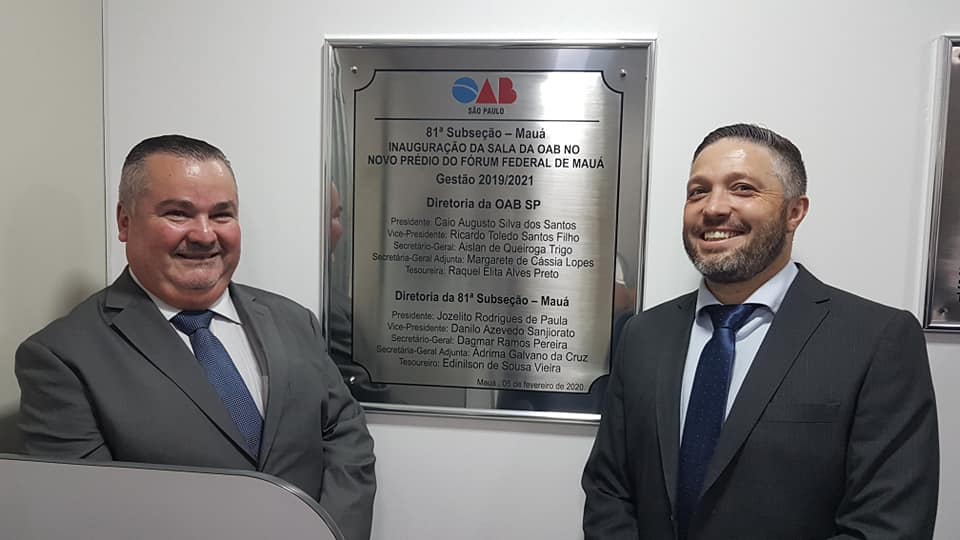 OAB
SÃO PAULO
81ª Subseção – Mauá
INAUGURAÇÃO DA SALA DA OAB NO
NOVO PRÉDIO DO FÓRUM FEDERAL DE MAUÁ
Gestão 2019/2021
Diretoria da OAB SP
Presidente: Caio Augusto Silva dos Santos
Vice-Presidente: Ricardo Toledo Santos Filho
Secretário-Geral: Aislan de Queiroga Trigo
Secretária-Geral Adjunta: Margarete de Cássia Lopes
Tesoureira: Raquel Elita Alves Preto
Diretoria da 81ª Subseção – Mauá
Presidente: Jozelito Rodrigues de Paula
Vice-Presidente: Danilo Azevedo Sanjiorato
Secretário-Geral: Dagmar Ramos Pereira
Secretária-Geral Adjunta: Adrima Galvano da Cruz
Tesoureiro: Edinilson de Sousa Vieira
Mauá, 05 de fevereiro de 2020.